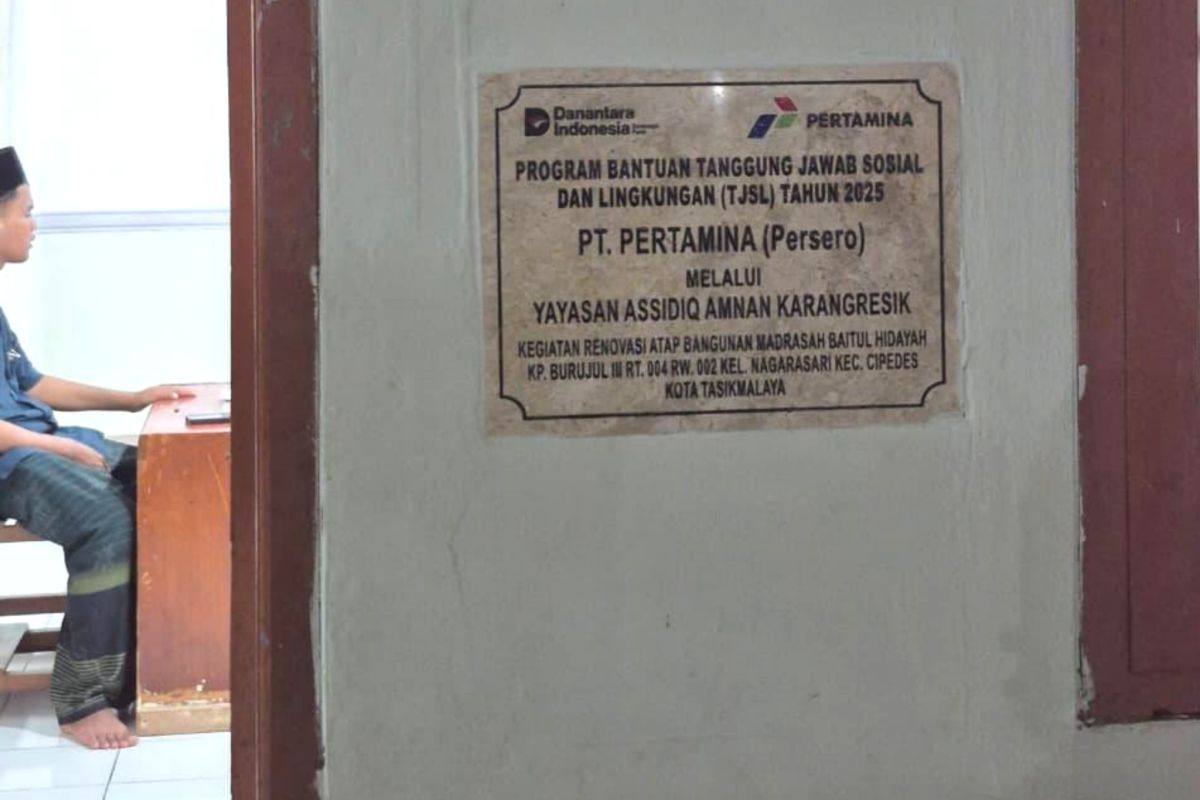 Danantara
Indonesia
PERTAMINA
PROGRAM BANTUAN TANGGUNG JAWAB SOSIAL
DAN LINGKUNGAN (TJSL) TAHUN 2025
PT. PERTAMINA (Persero)
MELALUI
YAYASAN ASSIDIQ AMNAN KARANGRESIK
KEGIATAN RENOVASI ATAP BANGUNAN MADRASAH BAITUL HIDAYAH
KP. BURUJUL III RT. 004 RW. 002 KEL. NAGARASARI KEC. CIPEDES
KOTA TASIKMALAYA